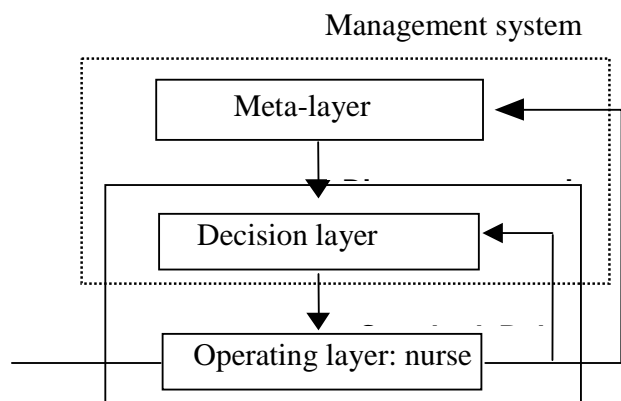 Management system
Meta-layer
Decision layer
Operating layer: nurse